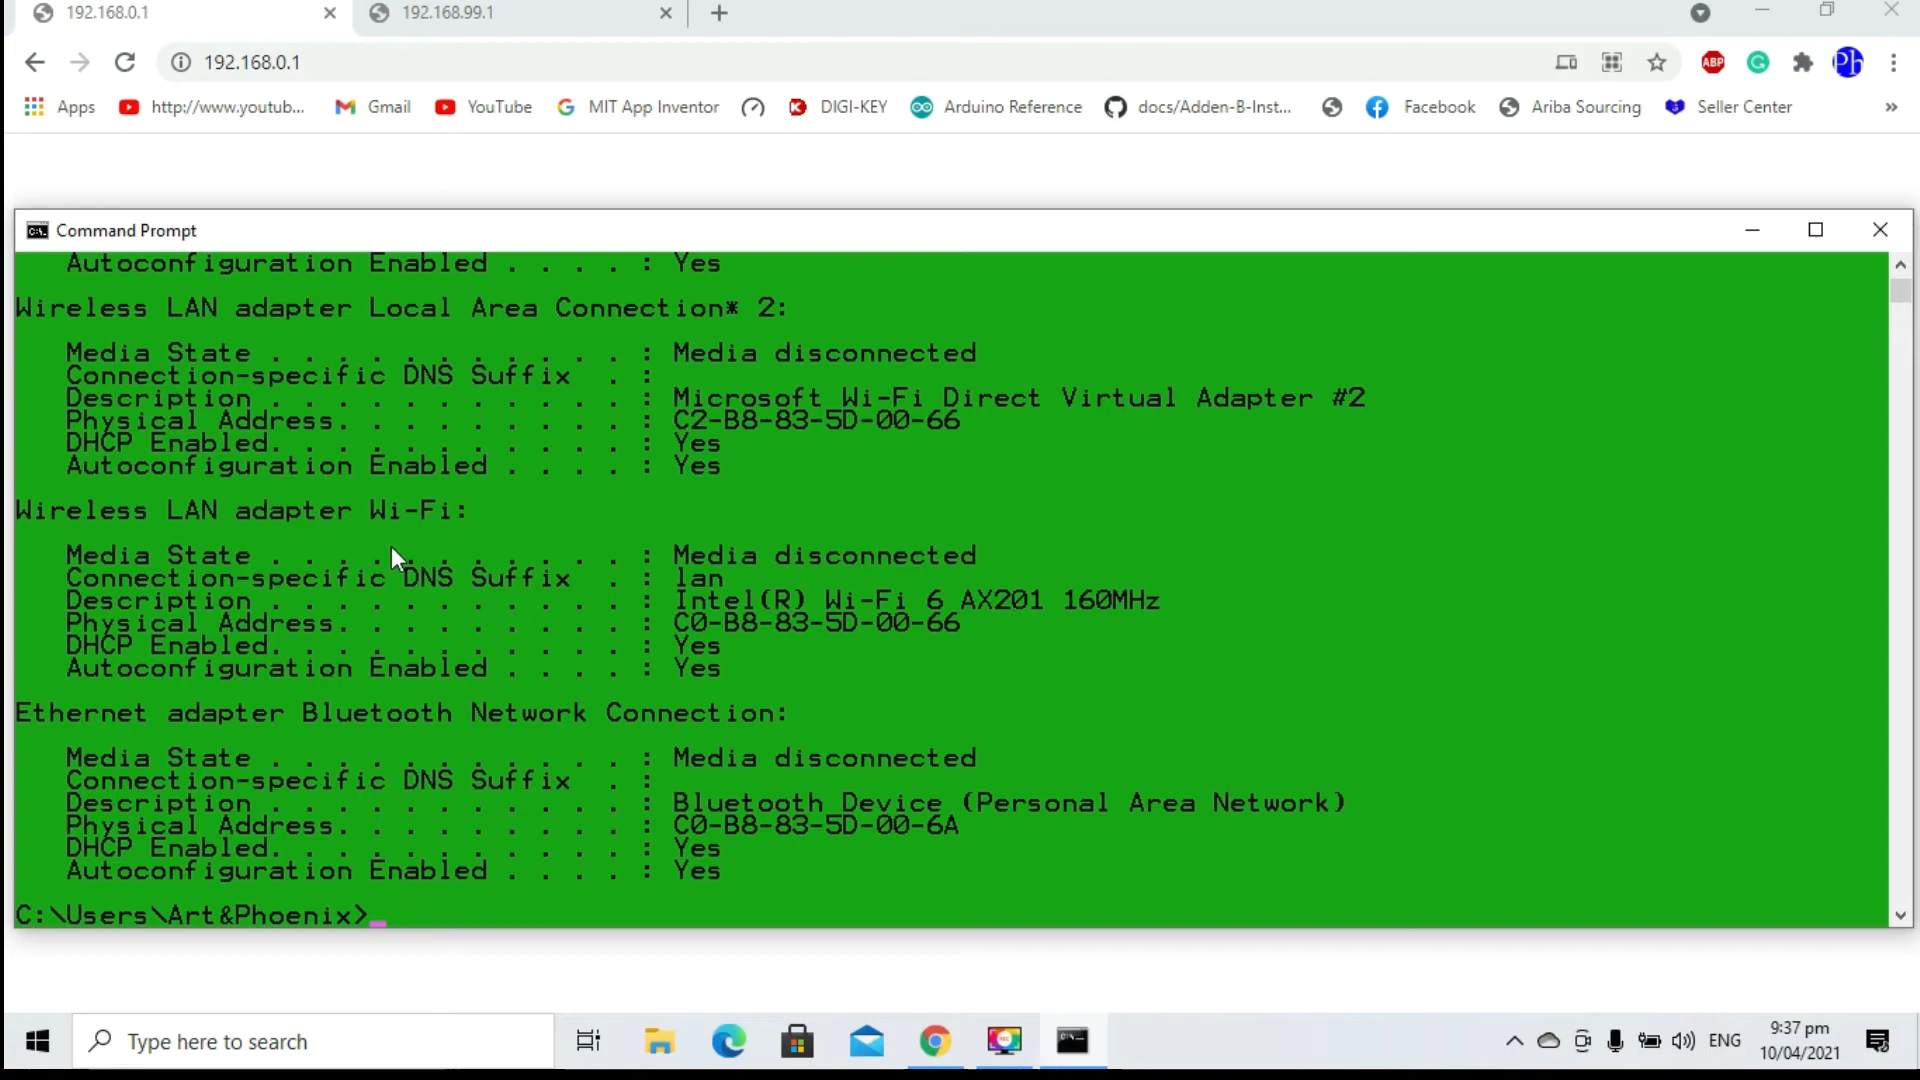 192.168.0.1
192.168.99.1
192.168.0.1
ABP
G
Ph
Apps
http://www.youtub...
Gmail
YouTube
MIT App Inventor
DIGI-KEY
Arduino Reference
docs/Adden-B-Inst...
Facebook
Ariba Sourcing
Seller Center
»
Command Prompt
Autoconfiguration Enabled . . . . : Yes
Wireless LAN adapter Local Area Connection* 2:
Media State . . . . . . . . . . . : Media disconnected
Connection-specific DNS Suffix . :
Description . . . . . . . . . . . : Microsoft Wi-Fi Direct Virtual Adapter #2
Physical Address. . . . . . . . . : C2-B8-83-5D-00-66
DHCP Enabled. . . . . . . . . . . : Yes
Autoconfiguration Enabled . . . . : Yes
Wireless LAN adapter Wi-Fi:
Media State . . . . . . . . . . . : Media disconnected
Connection-specific DNS Suffix . : lan
Description . . . . . . . . . . . : Intel(R) Wi-Fi 6 AX201 160MHz
Physical Address. . . . . . . . . : C0-B8-83-5D-00-66
DHCP Enabled. . . . . . . . . . . : Yes
Autoconfiguration Enabled . . . . : Yes
Ethernet adapter Bluetooth Network Connection:
Media State . . . . . . . . . . . : Media disconnected
Connection-specific DNS Suffix . :
Description . . . . . . . . . . . : Bluetooth Device (Personal Area Network)
Physical Address. . . . . . . . . : C0-B8-83-5D-00-6A
DHCP Enabled. . . . . . . . . . . : Yes
Autoconfiguration Enabled . . . . : Yes
C:\Users\Art&Phoenix>_
Type here to search
ENG
9:37 pm
10/04/2021